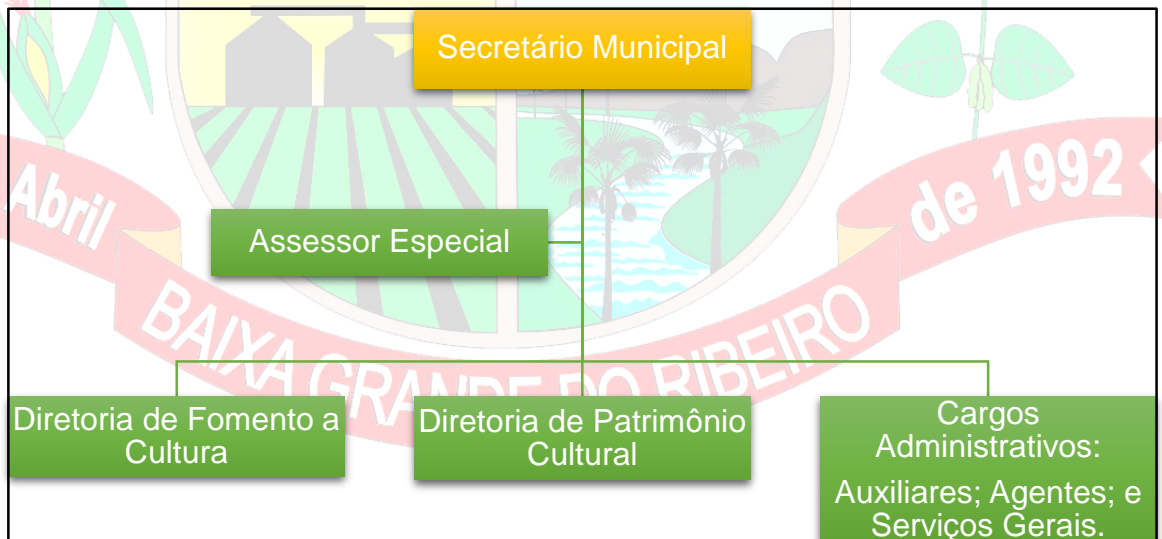 Secretário Municipal
Abril
de 1992
Assessor Especial
BAIXA GRANDE DO RIBEIRO
Diretoria de Fomento a
Cultura
Diretoria de Patrimônio
Cultural
Cargos
Administrativos:
Auxiliares; Agentes; e
Serviços Gerais.